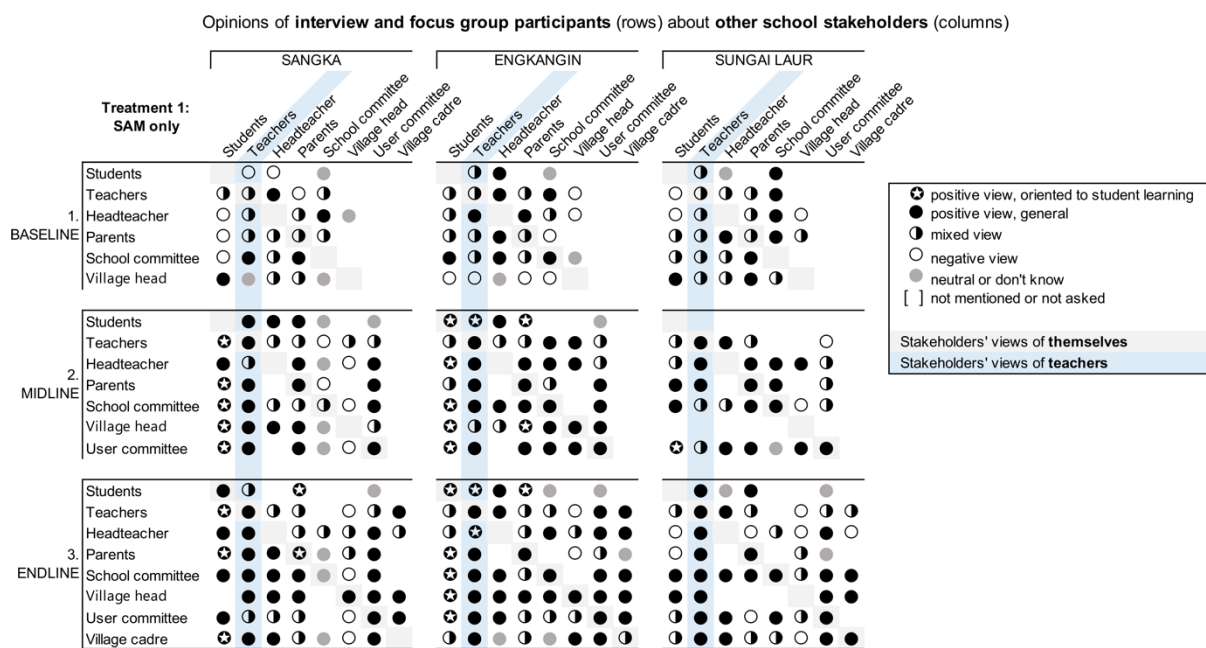 Opinions of interview and focus group participants (rows) about other school stakeholders (columns)
SANGKA
ENGKANGIN
SUNGAI LAUR
Treatment 1:
SAM only
Students
Teachers
Headteacher
Parents
School committee
Village head
User committee
Village cadre
Students
Teachers
Headteacher
Parents
School committee
Village head
User committee
Village cadre
Students
Teachers
Headteacher
Parents
School committee
Village head
User committee
Village cadre
1.
BASELINE
Students
Teachers
Headteacher
Parents
School committee
Village head
2.
MIDLINE
Students
Teachers
Headteacher
Parents
School committee
Village head
User committee
3.
ENDLINE
Students
Teachers
Headteacher
Parents
School committee
Village head
User committee
Village cadre
positive view, oriented to student learning
positive view, general
mixed view
negative view
neutral or don't know
[ ] not mentioned or not asked
Stakeholders' views of themselves
Stakeholders' views of teachers